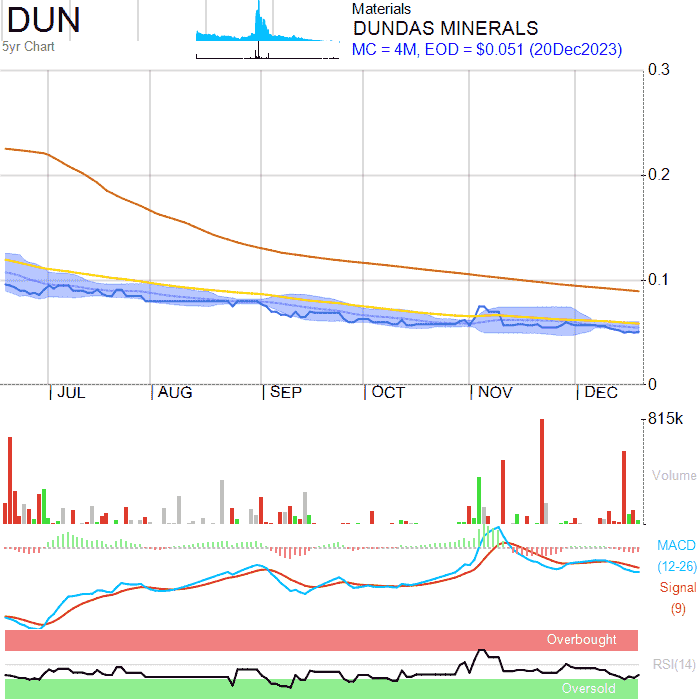 DUN
5yr Chart
Materials
DUNDAS MINERALS
MC = 4M, EOD = $0.051 (20Dec2023)
0.3
0.2
0.1
0
JUL AUG SEP OCT NOV DEC
815k
Volume
MACD
(12-26)
Signal
(9)
Overbought
RSI(14)
Oversold